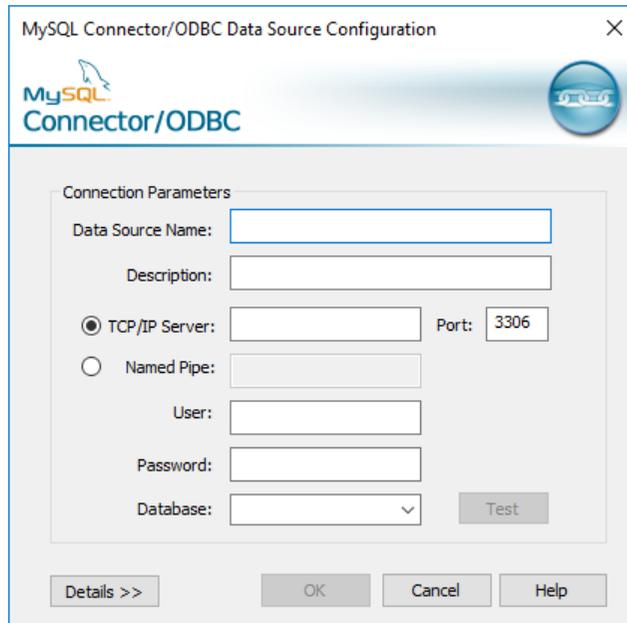 MySQL Connector/ODBC Data Source Configuration
MySQL
Connector/ODBC
Connection Parameters
Data Source Name:
Description:
TCP/IP Server: Port: 3306
Named Pipe:
User:
Password:
Database: Test
Details >> OK Cancel Help